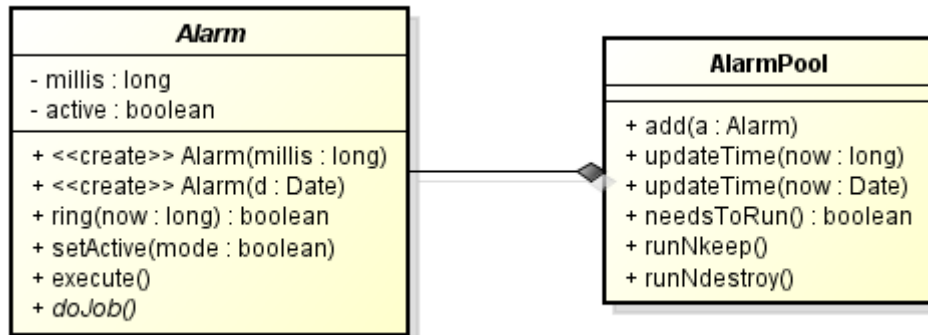 Alarm
- millis : long
- active : boolean
+ <<create>> Alarm(millis : long)
+ <<create>> Alarm(d : Date)
+ ring(now : long) : boolean
+ setActive(mode : boolean)
+ execute()
+ doJob()
AlarmPool
+ add(a : Alarm)
+ updateTime(now : long)
+ updateTime(now : Date)
+ needsToRun() : boolean
+ runNkeep()
+ runNdestroy()